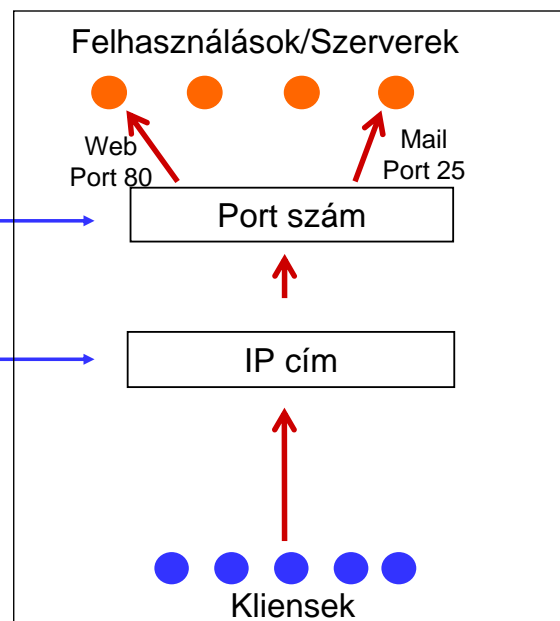 Felhasználások/Szerverek
Web
Port 80
Mail
Port 25
Port szám
IP cím
Kliensek